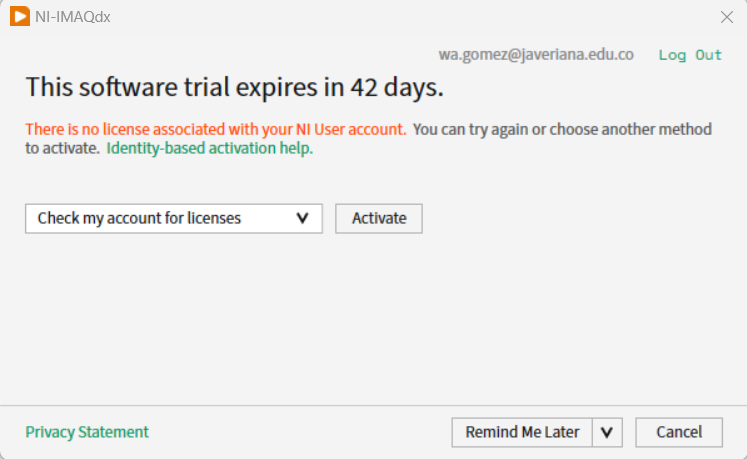 NI-IMAQdx
wa.gomez@javeriana.edu.co Log Out
This software trial expires in 42 days.
There is no license associated with your NI User account. You can try again or choose another method
to activate. Identity-based activation help.
Check my account for licenses Activate
Privacy Statement Remind Me Later Cancel